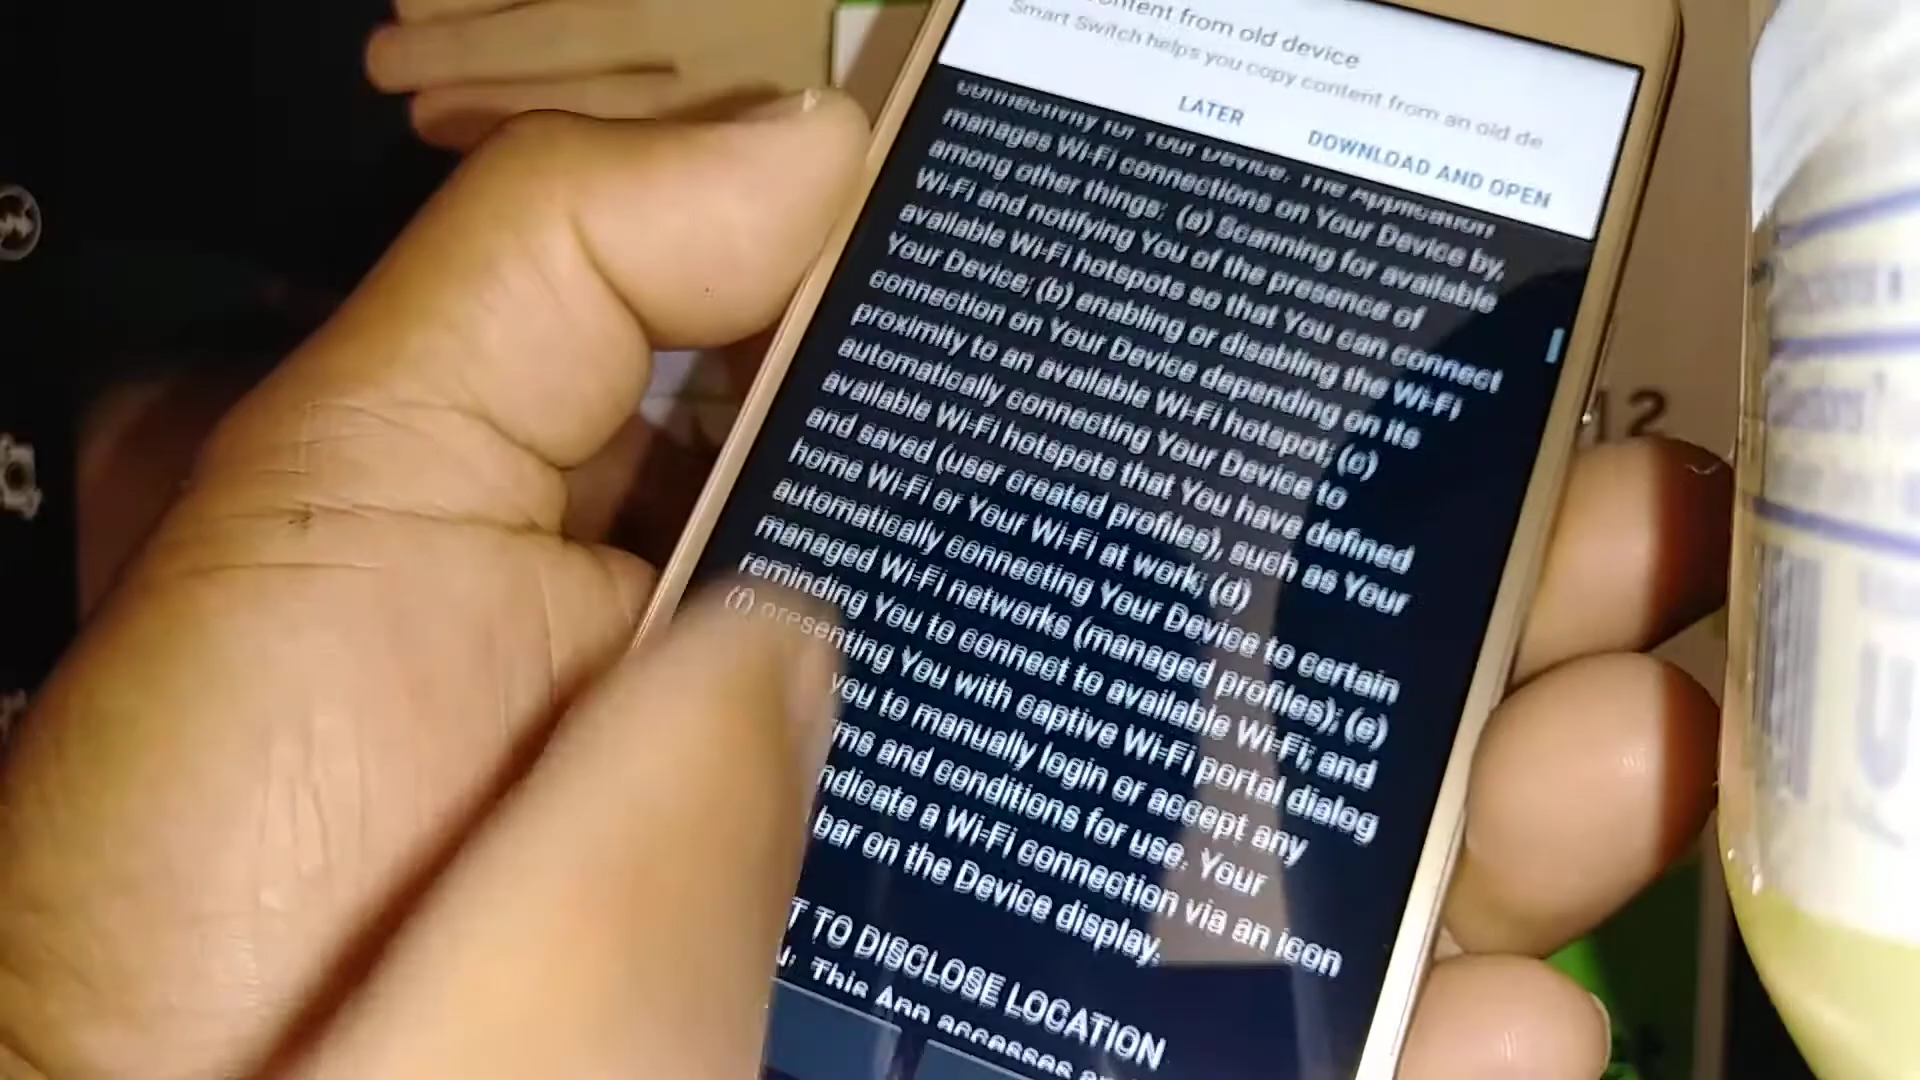 content from old device
Smart Switch helps you copy content from an old de
LATER
DOWNLOAD AND OPEN
connectivity for Your Device. The Application
manages Wi-Fi connections on Your Device by,
among other things: (a) Scanning for available
Wi-Fi and notifying You of the presence of
available Wi-Fi hotspots so that You can connect
Your Device; (b) enabling or disabling the Wi-Fi
connection on Your Device depending on its
proximity to an available Wi-Fi hotspot; (c)
automatically connecting Your Device to
available Wi-Fi hotspots that You have defined
and saved (user created profiles), such as Your
home Wi-Fi or Your Wi-Fi at work; (d)
automatically connecting Your Device to certain
managed Wi-Fi networks (managed profiles); (e)
reminding You to connect to available Wi-Fi; and
(f) presenting You with captive Wi-Fi portal dialog
you to manually login or accept any
ms and conditions for use. Your
ndicate a Wi-Fi connection via an icon
bar on the Device display.
T TO DISCLOSE LOCATION
This App accesses
12